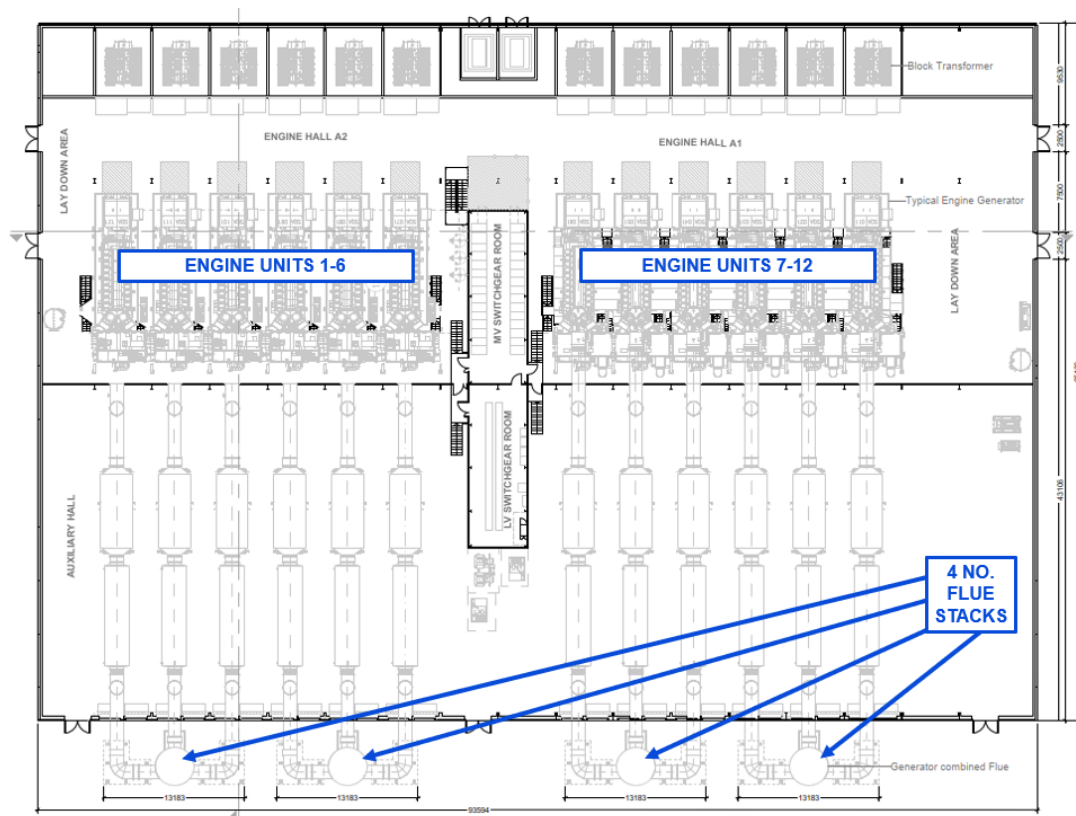 Block Transformer
9530
ENGINE HALL A2
ENGINE HALL A1
2500
LAY DOWN AREA
7500
Typical Engine Generator
MV SWITCHGEAR ROOM
LAY DOWN AREA
2500
ENGINE UNITS 1-6
ENGINE UNITS 7-12
LV SWITCHGEAR ROOM
43106
AUXILIARY HALL
4 NO.
FLUE
STACKS
Generator combined Flue
13183
13183
13183
13183
93594